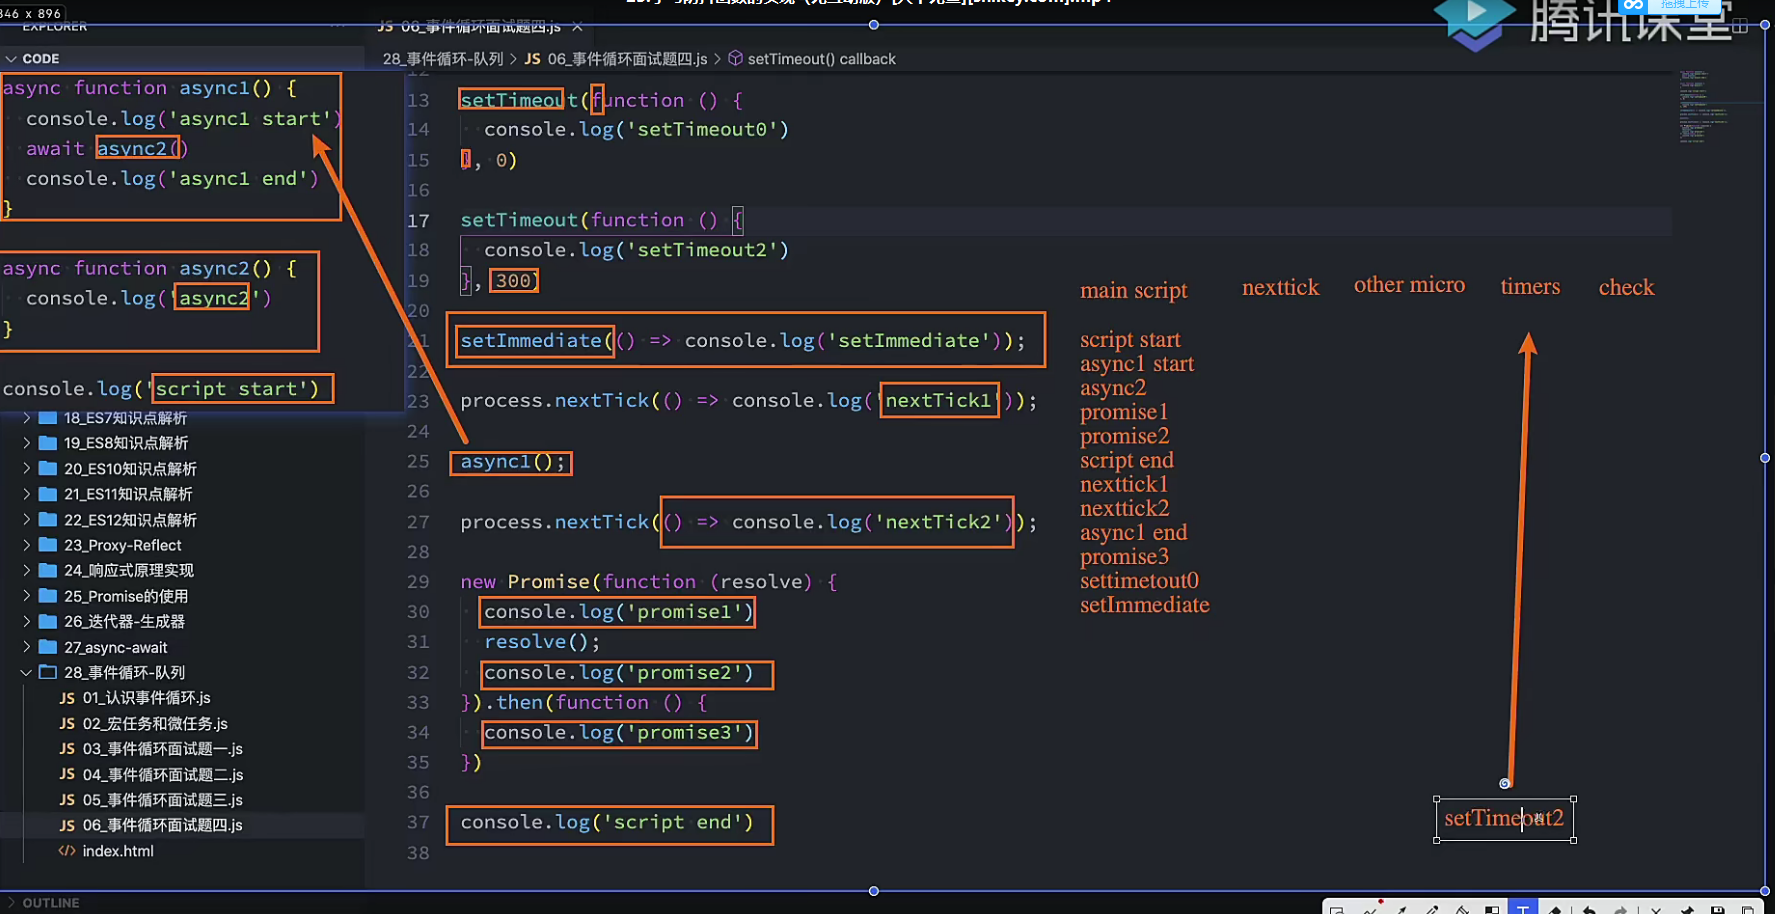 346 x 896
EXPLORER
JS 06_事件循环面试题四.js ×
腾讯课堂
拖拽上传
CODE
28_事件循环-队列 > JS 06_事件循环面试题四.js > setTimeout() callback
async function async1() {
console.log('async1 start')
await async2()
console.log('async1 end')
}
async function async2() {
console.log('async2')
}
console.log('script start')
18_ES7知识点解析
19_ES8知识点解析
20_ES10知识点解析
21_ES11知识点解析
22_ES12知识点解析
23_Proxy-Reflect
24_响应式原理实现
25_Promise的使用
26_迭代器-生成器
27_async-await
28_事件循环-队列
JS 01_认识事件循环.js
JS 02_宏任务和微任务.js
JS 03_事件循环面试题一.js
JS 04_事件循环面试题二.js
JS 05_事件循环面试题三.js
JS 06_事件循环面试题四.js
</> index.html
OUTLINE
12
13 setTimeout(function () {
14 console.log('setTimeout0')
15 }, 0)
16
17 setTimeout(function () {
18 console.log('setTimeout2')
19 }, 300)
20
21 setImmediate(() => console.log('setImmediate'));
22
23 process.nextTick(() => console.log('nextTick1'));
24
25 async1();
26
27 process.nextTick(() => console.log('nextTick2'));
28
29 new Promise(function (resolve) {
30 console.log('promise1')
31 resolve();
32 console.log('promise2')
33 }).then(function () {
34 console.log('promise3')
35 })
36
37 console.log('script end')
38
main script nexttick other micro timers check
script start
async1 start
async2
promise1
promise2
script end
nexttick1
nexttick2
async1 end
promise3
settimetout0
setImmediate
setTimeout2